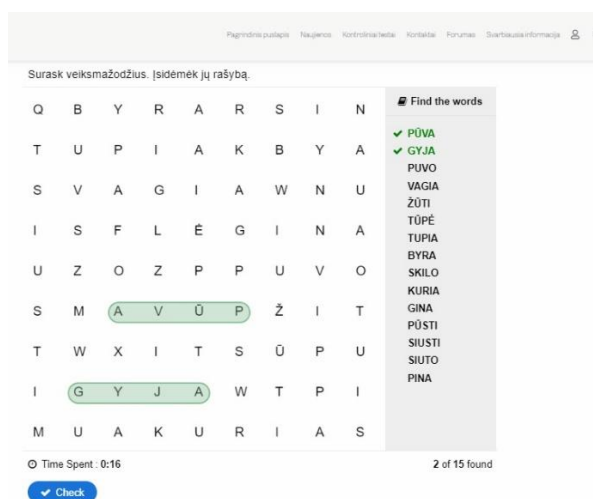 Pagrindinis puslapis Naujienos Kontroliniai testai Kontaktai Forumas Svarbiausia informacija
Surask veiksmažodžius. Įsidėmėk jų rašybą.
Q B Y R A R S I N
T U P I A K B Y A
S V A G I A W N U
I S F L Ė G I N A
U Z O Z P P U V O
S M A V Ū P Ž I T
T W X I T S Ū P U
I G Y J A W T P I
M U A K U R I A S
Find the words
PŪVA
GYJA
PUVO
VAGIA
ŽŪTI
TŪPĖ
TUPIA
BYRA
SKILO
KURIA
GINA
PŪSTI
SIUSTI
SIUTO
PINA
Time Spent : 0:16
2 of 15 found
Check